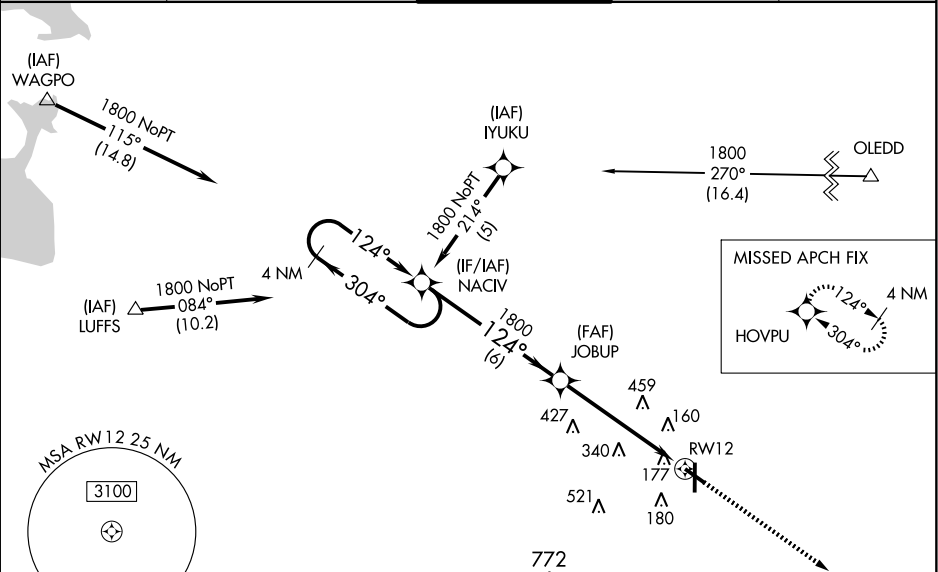 (IAF)
WAGPO
1800 NoPT
115°
(14.8)
(IAF)
IYUKU
1800 NoPT
214°
(5)
OLEDD
1800
270°
(16.4)
124°
304°
4 NM
(IF/IAF)
NACIV
(IAF)
LUFFS
1800 NoPT
084°
(10.2)
MISSED APCH FIX
124°
4 NM
HOVPU
304°
1800
124°
(6)
(FAF)
JOBUP
459
427
160
340
RW12
177
521
180
MSA RW12 25 NM
3100
772